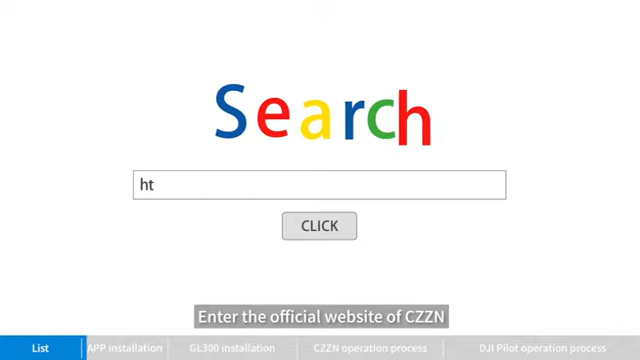 Search
ht
CLICK
Enter the official website of CZZN
List
APP installation
GL300 installation
CZZN operation process
DJI Pilot operation process